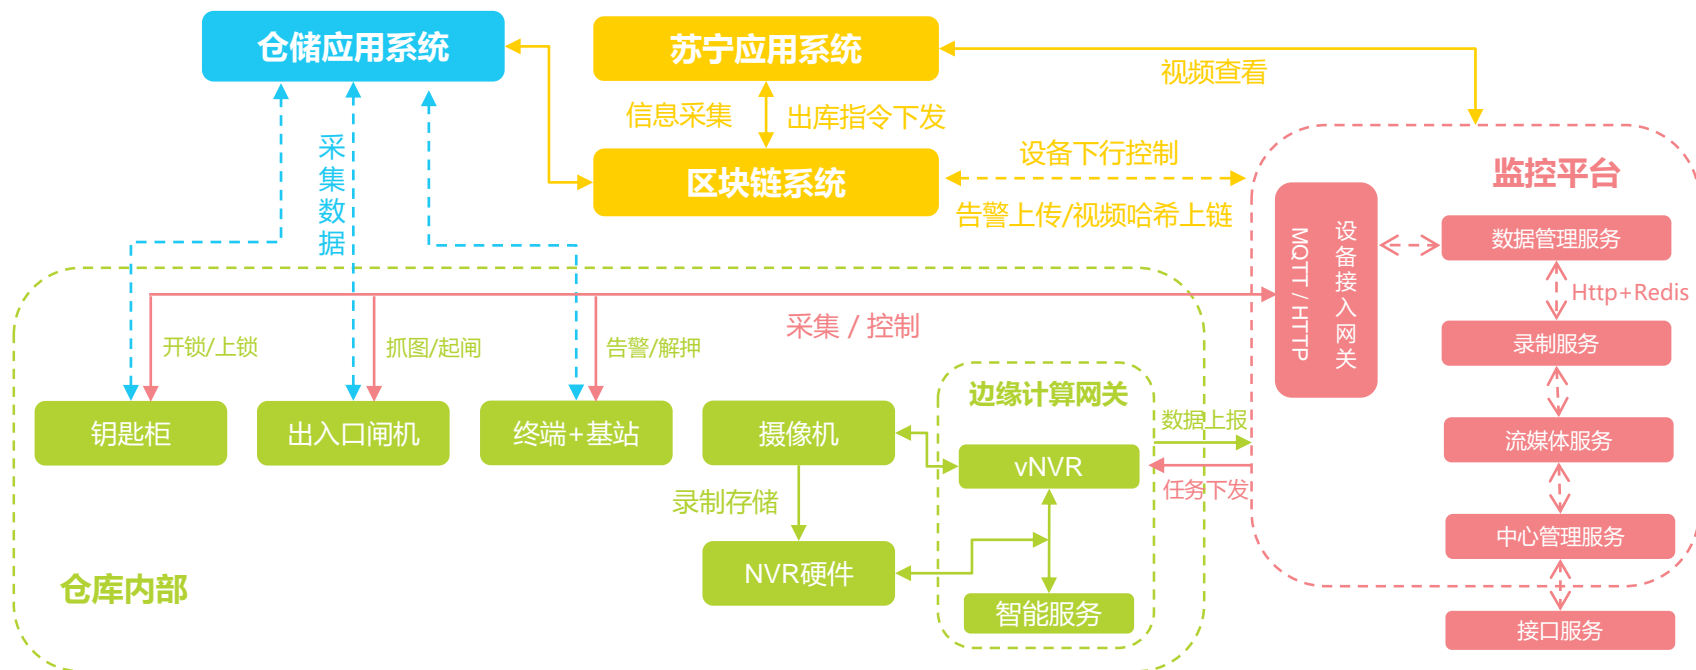 仓储应用系统
苏宁应用系统
视频查看
信息采集
出库指令下发
采集数据
区块链系统
设备下行控制
告警上传/视频哈希上链
监控平台
设备接入网关
MQTT / HTTP
数据管理服务
Http+Redis
录制服务
流媒体服务
中心管理服务
接口服务
采集 / 控制
开锁/上锁
抓图/起闸
告警/解押
钥匙柜
出入口闸机
终端+基站
摄像机
边缘计算网关
vNVR
数据上报
任务下发
录制存储
NVR硬件
智能服务
仓库内部